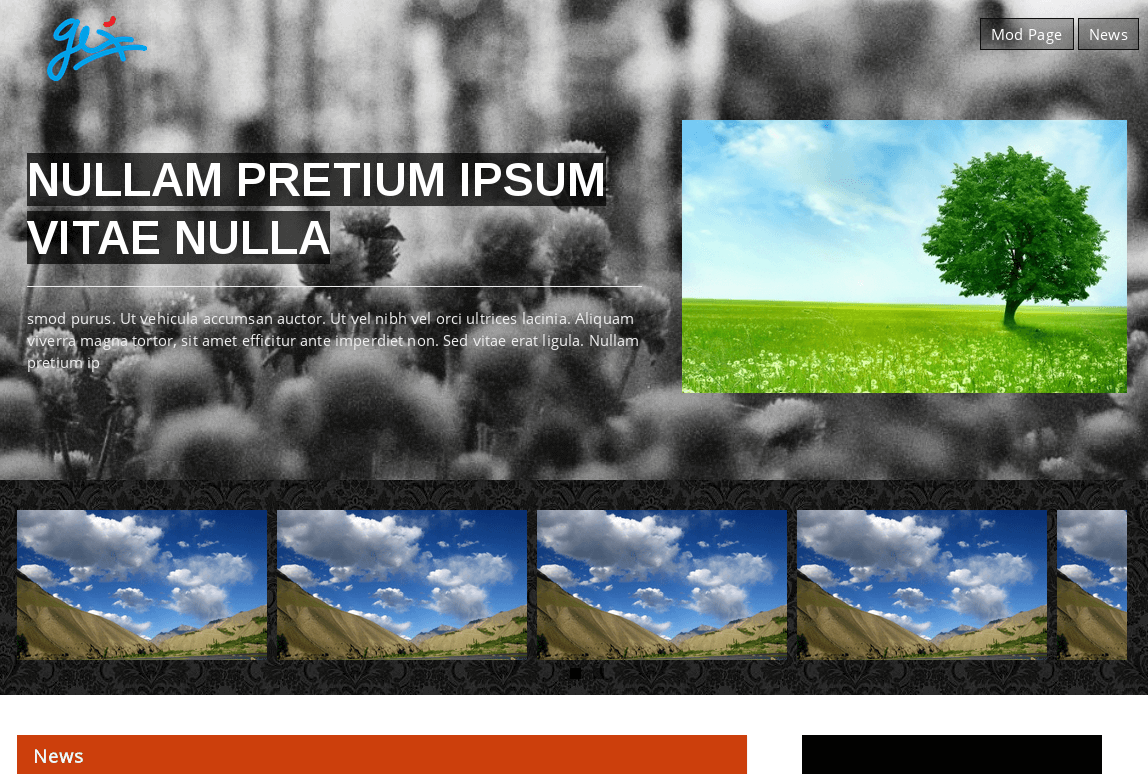 glix
Mod Page
News
NULLAM PRETIUM IPSUM
VITAE NULLA
smod purus. Ut vehicula accumsan auctor. Ut vel nibh vel orci ultrices lacinia. Aliquam
viverra magna tortor, sit amet efficitur ante imperdiet non. Sed vitae erat ligula. Nullam
pretium ip
News